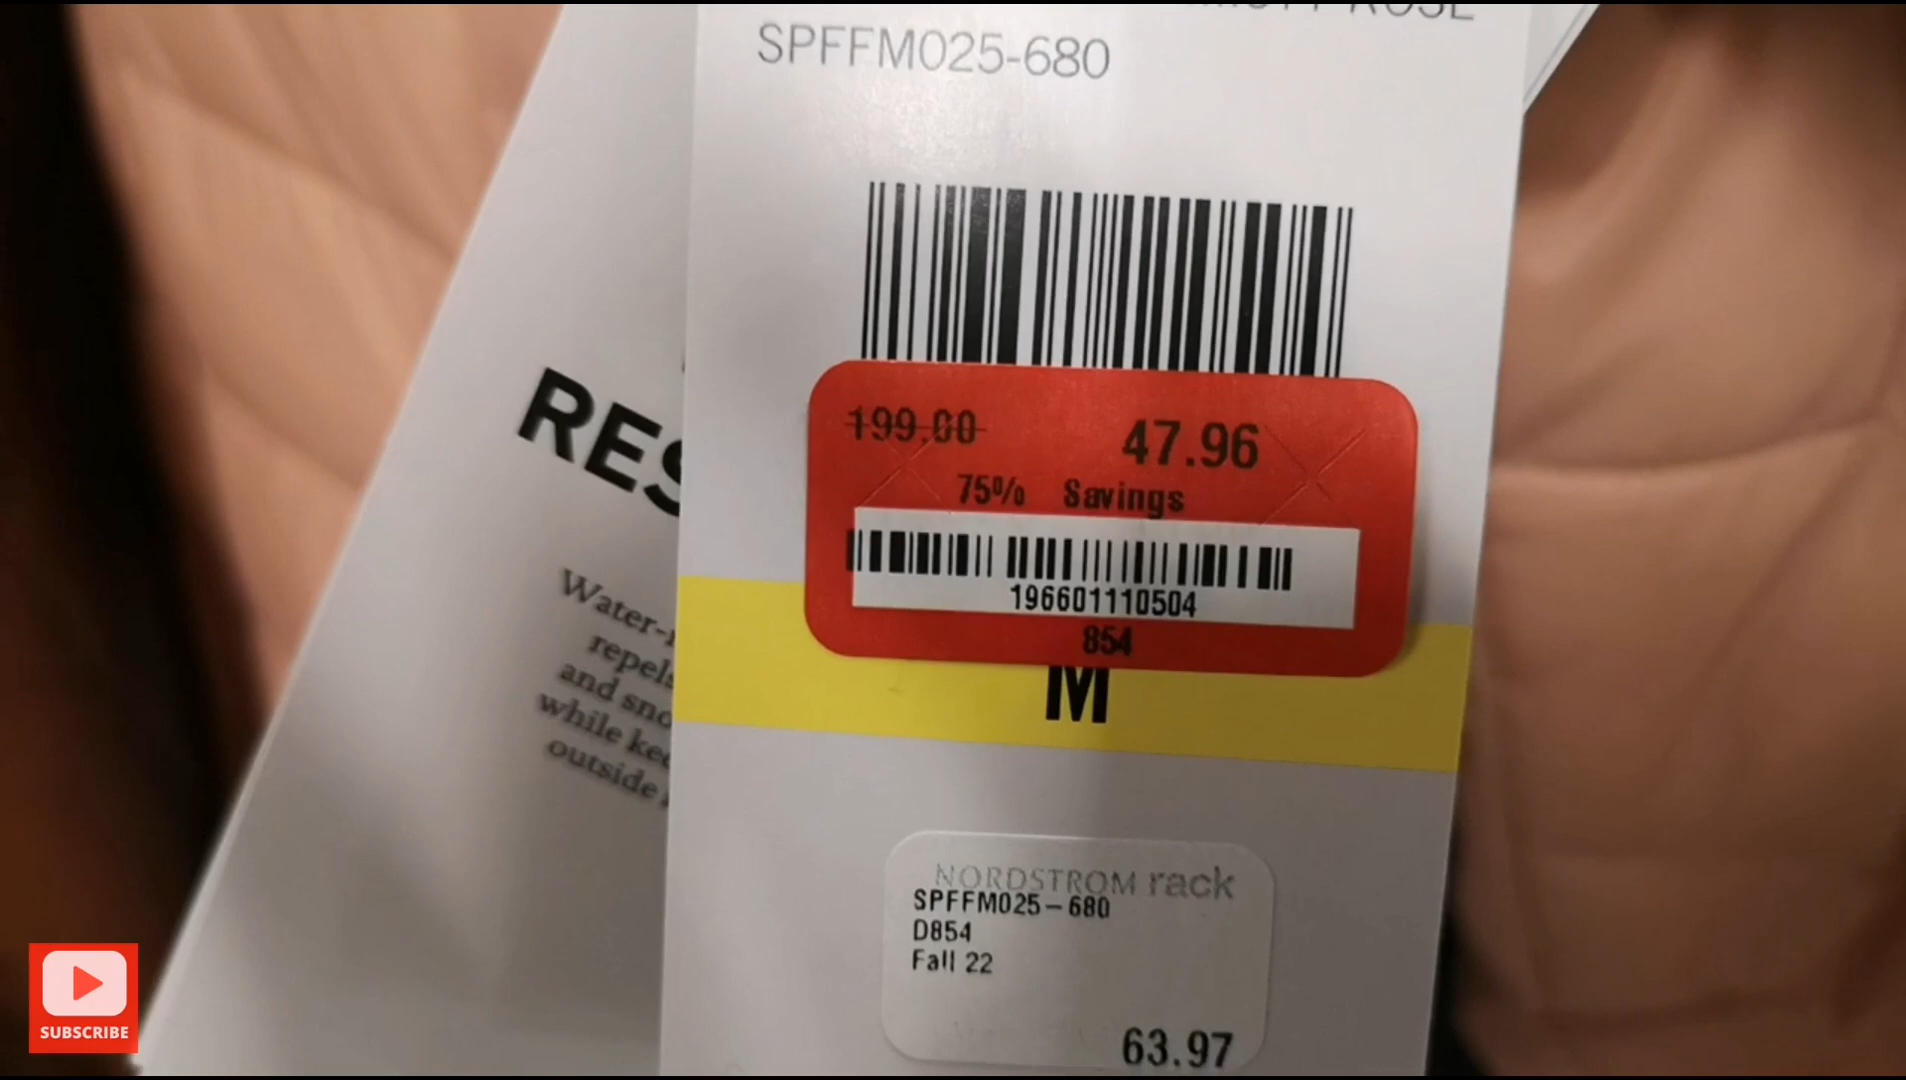 ROSE
SPFFM025-680
199.00 47.96
75% Savings
196601110504
854
M
RES
Water-r
repels
and sno
while kee
outside
NORDSTROM rack
SPFFM025-680
D854
Fall 22
63.97
SUBSCRIBE